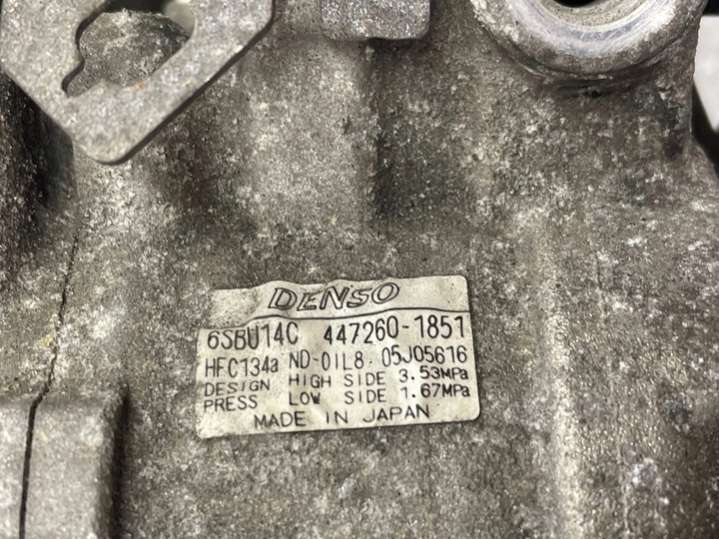 DENSO
6SBU14C 447260-1851
HFC134a ND-OIL8. 05J05616
DESIGN HIGH SIDE 3.53MPa
PRESS LOW SIDE 1.67MPa
MADE IN JAPAN